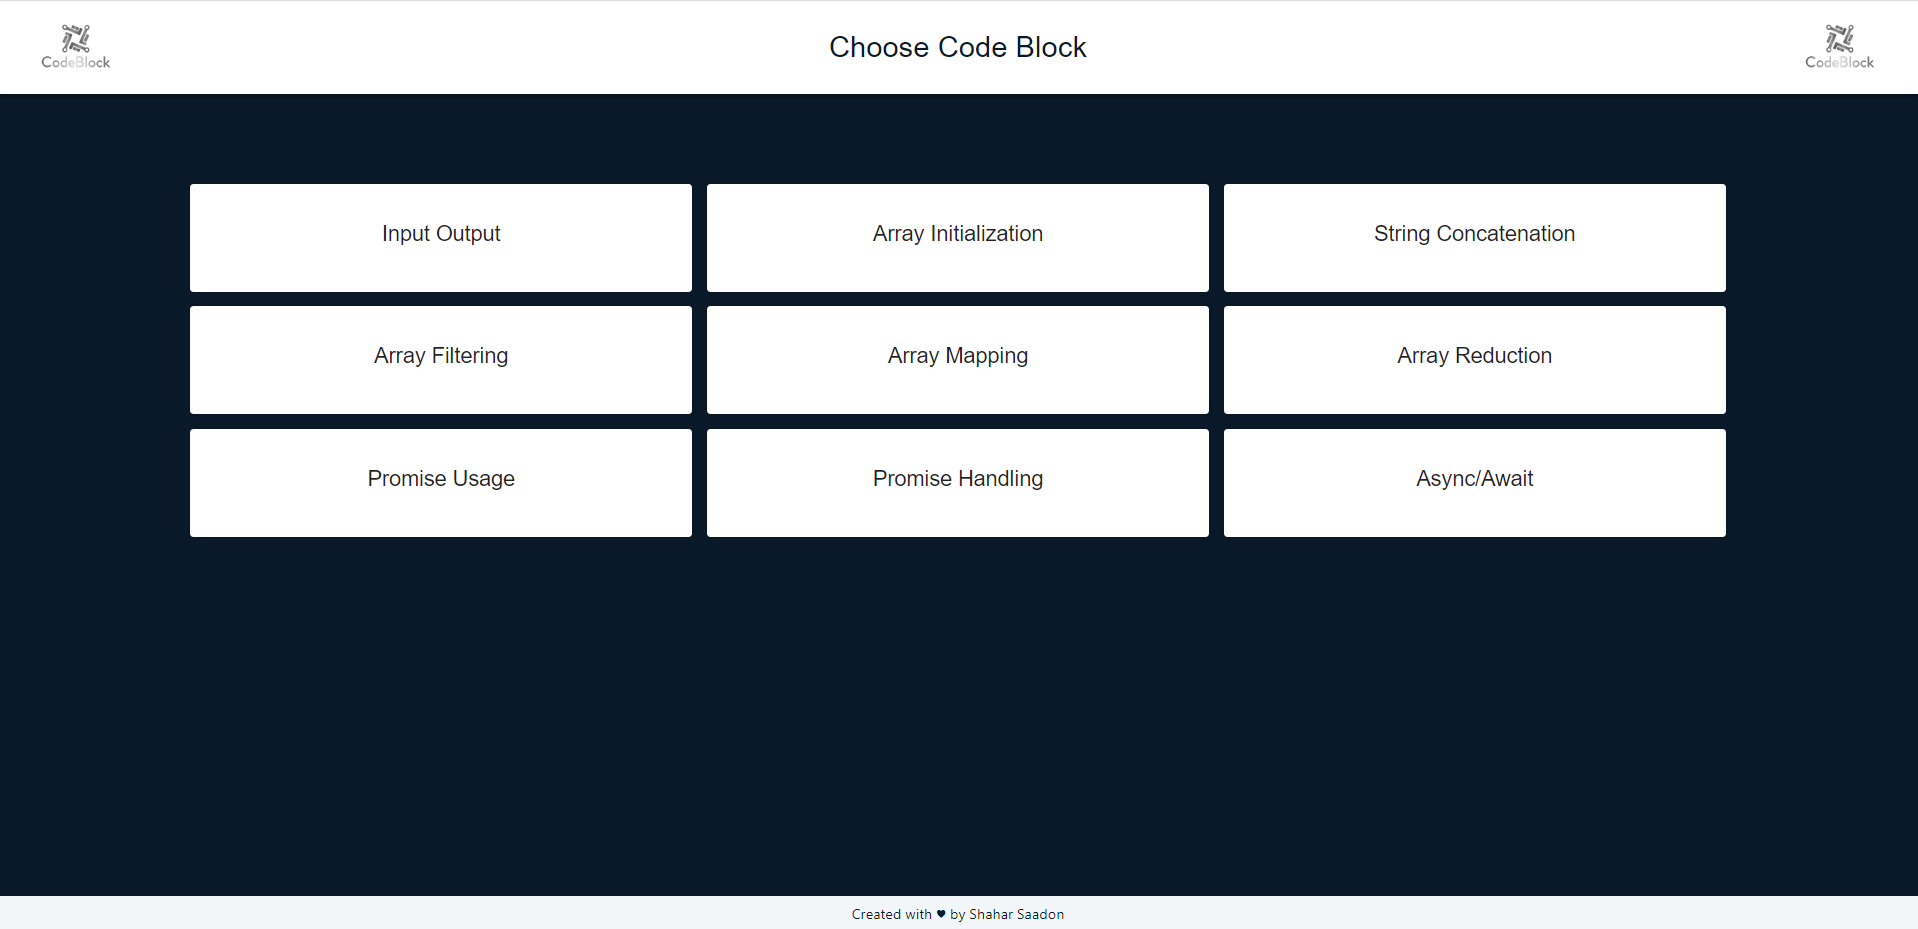 CodeBlock
Choose Code Block
CodeBlock
Input Output
Array Initialization
String Concatenation
Array Filtering
Array Mapping
Array Reduction
Promise Usage
Promise Handling
Async/Await
Created with ♥ by Shahar Saadon